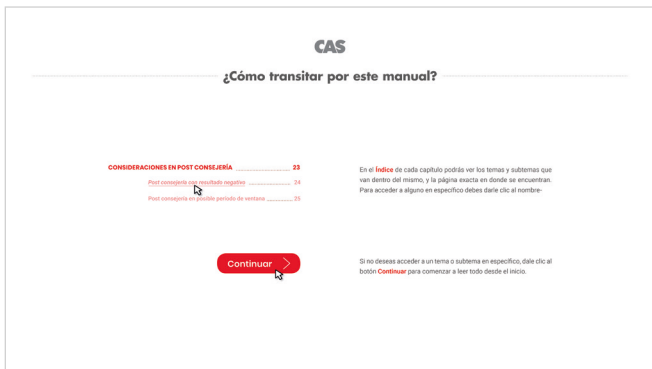 CAS
¿Cómo transitar por este manual?
CONSIDERACIONES EN POST CONSEJERÍA 23
Post consejería con resultado negativo 24
Post consejería en posible periodo de ventana 25
En el Índice de cada capítulo podrás ver los temas y subtemas que
van dentro del mismo, y la página exacta en donde se encuentran.
Para acceder a alguno en específico debes darle clic al nombre-
Continuar
Si no deseas acceder a un tema o subtema en específico, dale clic al
botón Continuar para comenzar a leer todo desde el inicio.